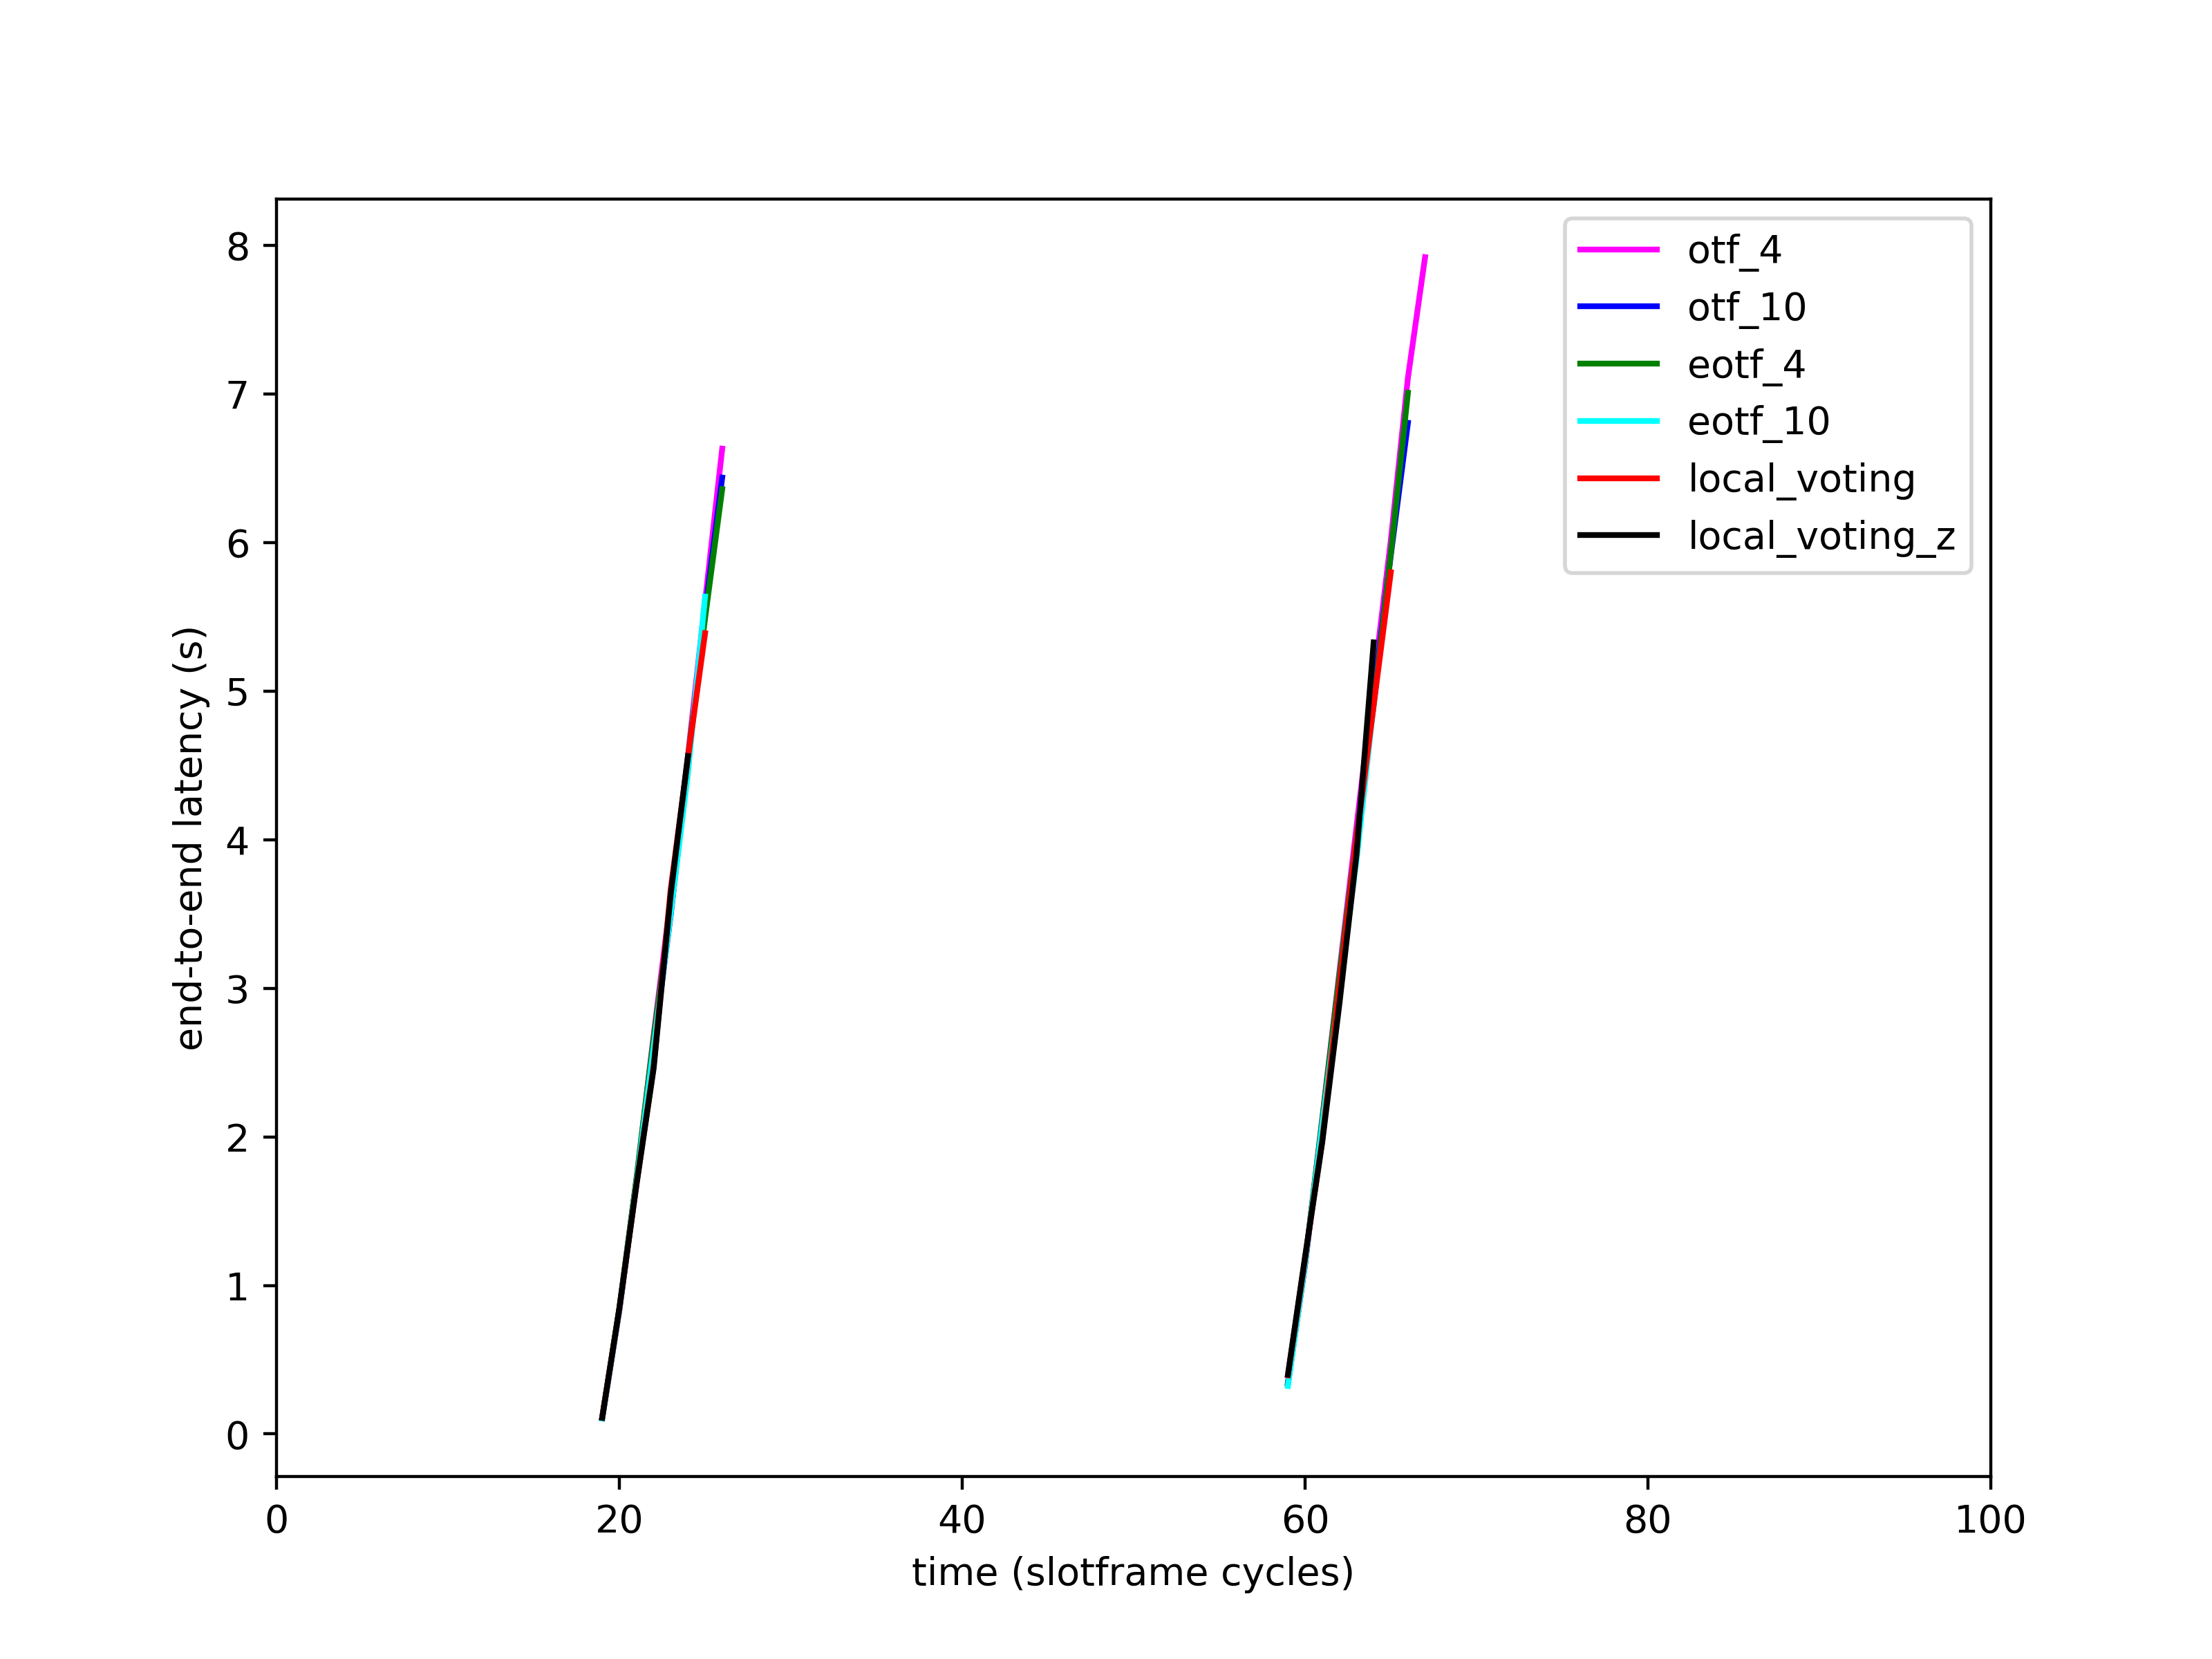 otf_4
otf_10
eotf_4
eotf_10
local_voting
local_voting_z
8
7
6
5
4
3
2
1
0
end-to-end latency (s)
0 20 40 60 80 100
time (slotframe cycles)